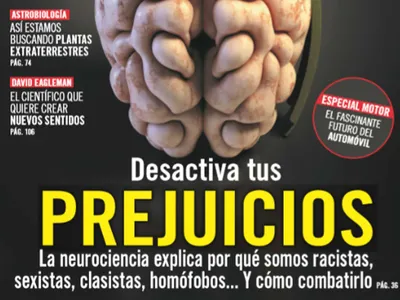 ASTROBIOLOGÍA
ASÍ ESTAMOS
BUSCANDO PLANTAS
EXTRATERRESTRES
PÁG. 74
DAVID EAGLEMAN
EL CIENTÍFICO QUE
QUIERE CREAR
NUEVOS SENTIDOS
PÁG. 106
ESPECIAL MOTOR
EL FASCINANTE
FUTURO DEL
AUTOMÓVIL
Desactiva tus
PREJUICIOS
La neurociencia explica por qué somos racistas,
sexistas, clasistas, homófobos... Y cómo combatirlo PÁG. 36